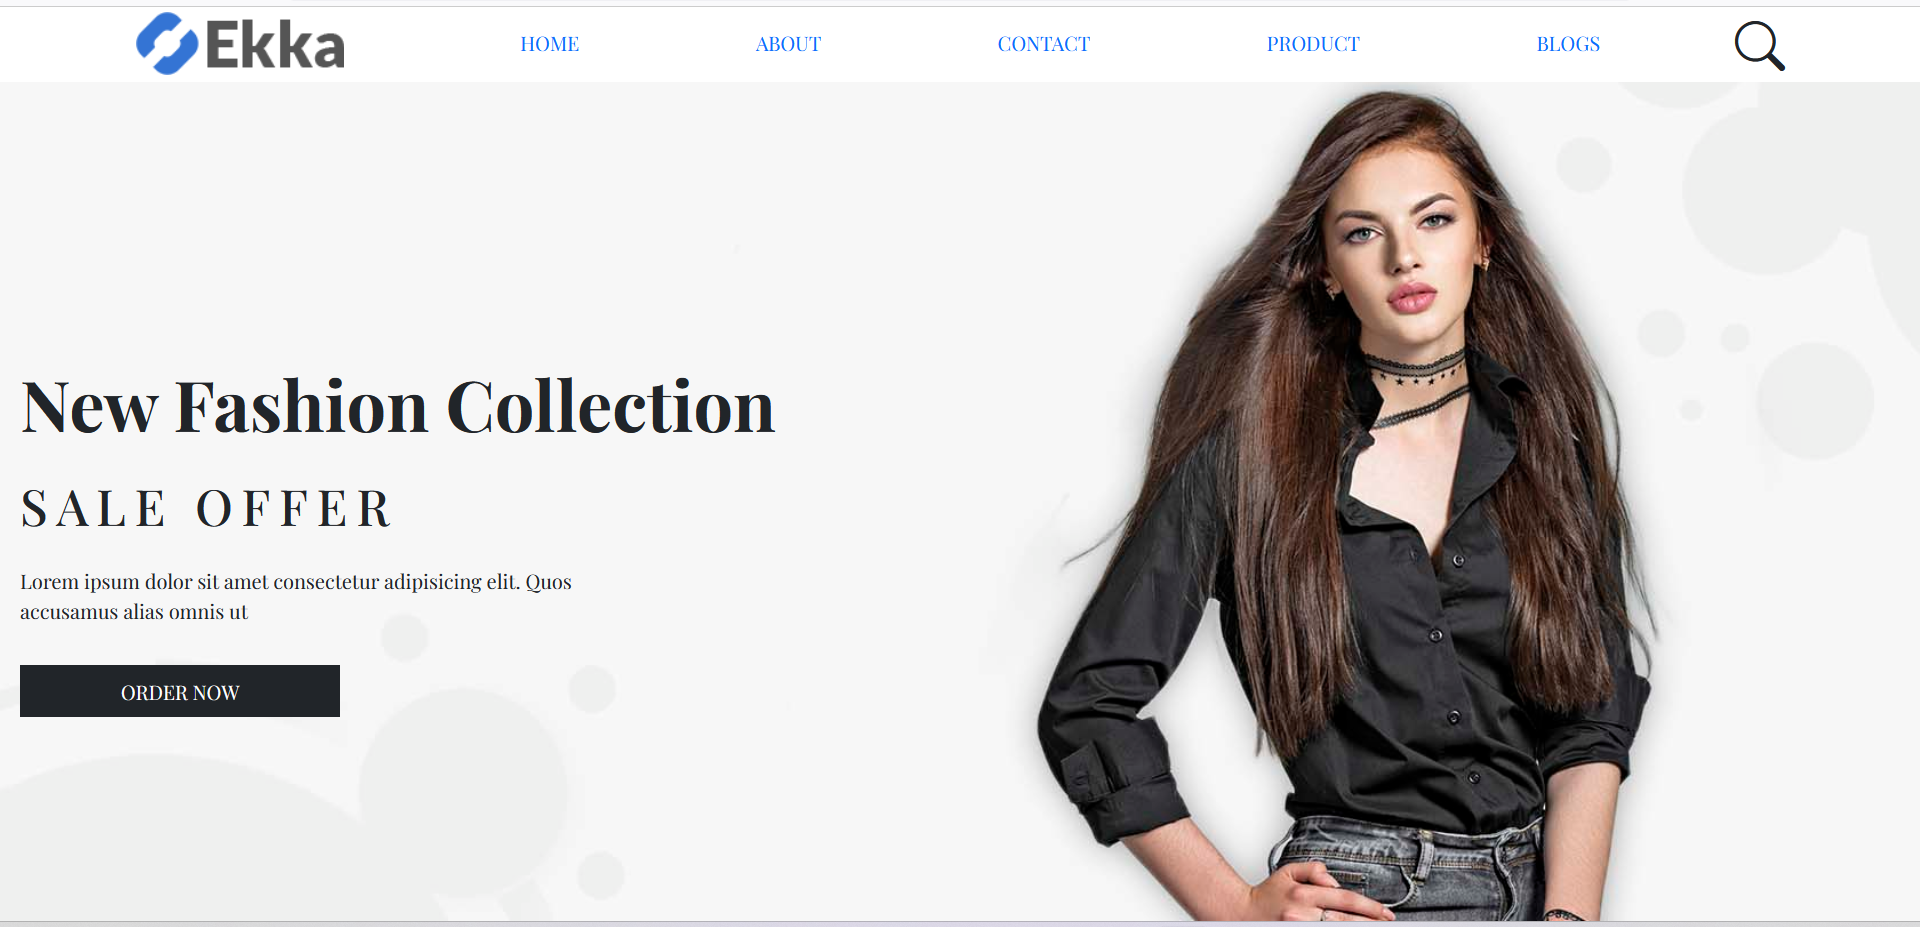 Ekka
HOME ABOUT CONTACT PRODUCT BLOGS
New Fashion Collection
SALE OFFER
Lorem ipsum dolor sit amet consectetur adipisicing elit. Quos
accusamus alias omnis ut
ORDER NOW